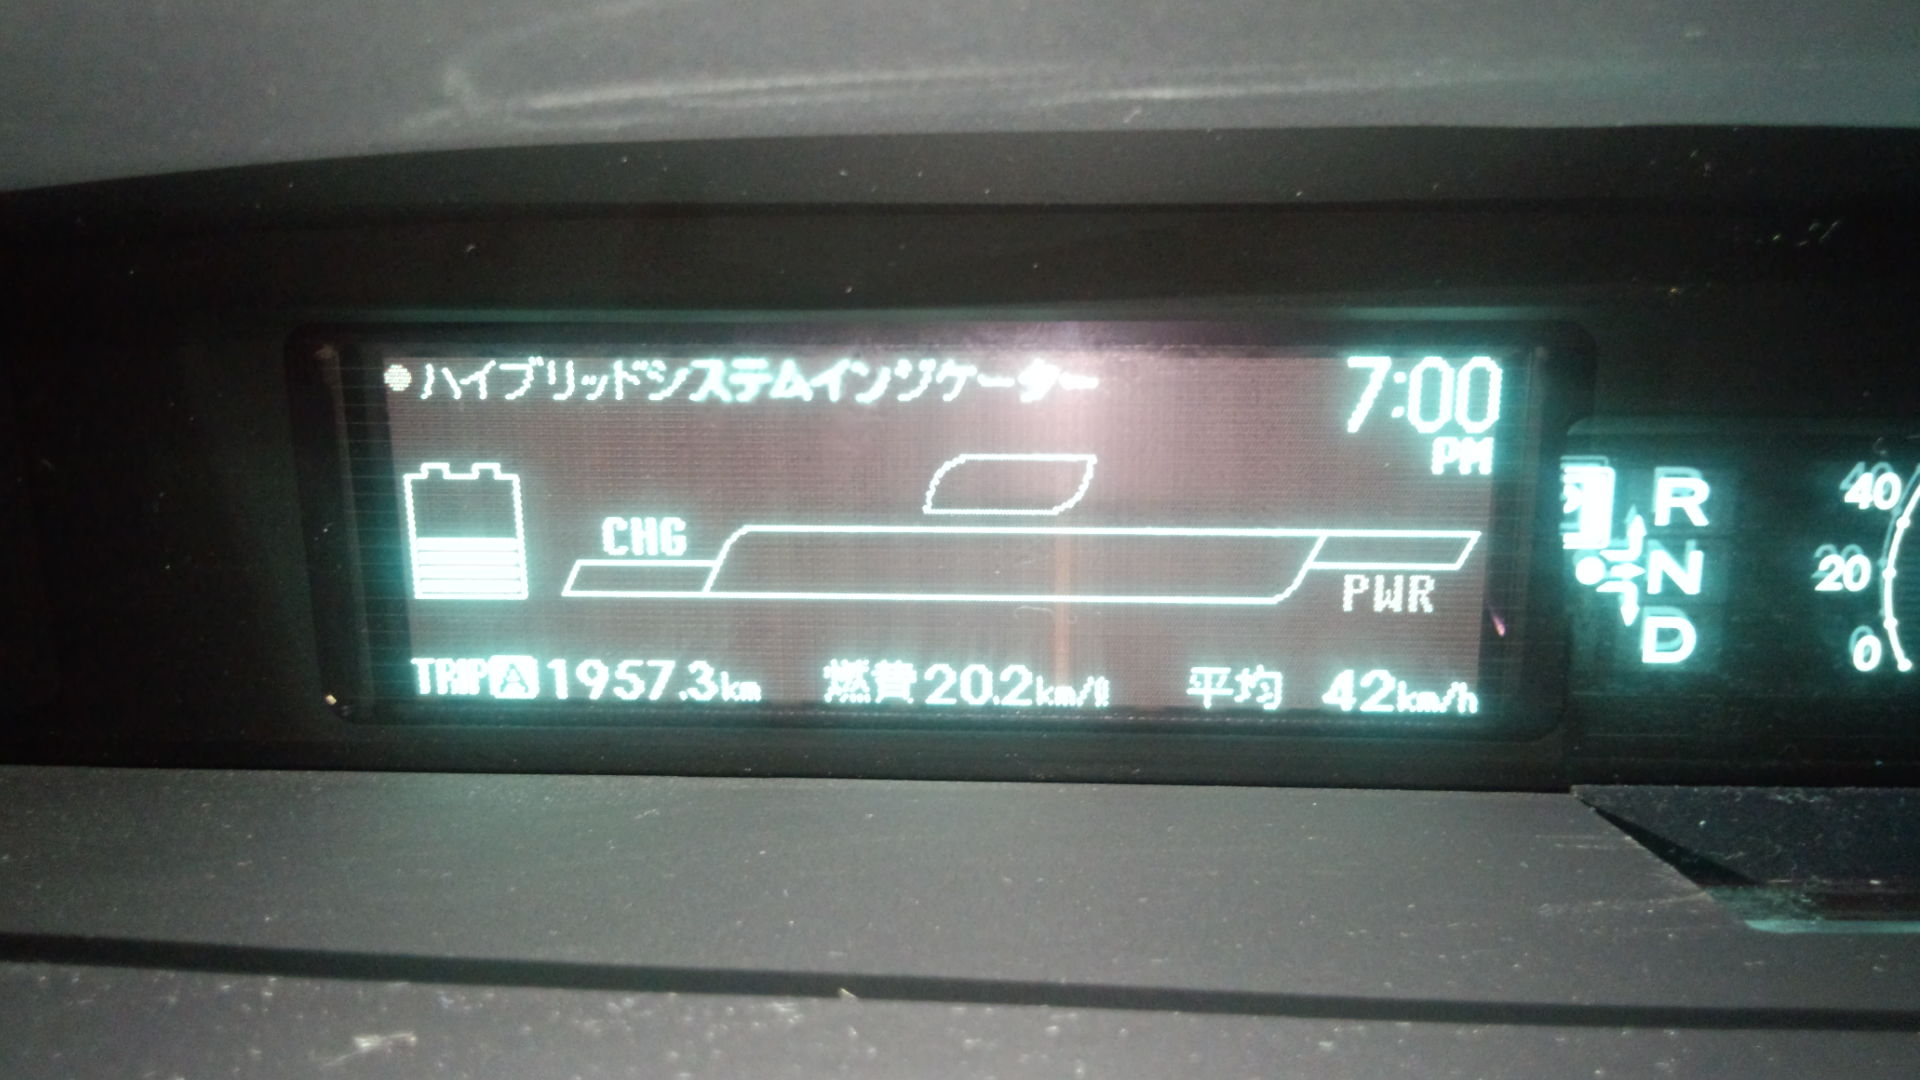 ハイブリッドシステムインジケーター
7:00
PM
CHG
PWR
TRIP A 1957.3km 燃費 20.2km/ℓ 平均 42km/h
R
N
D
40
20
0